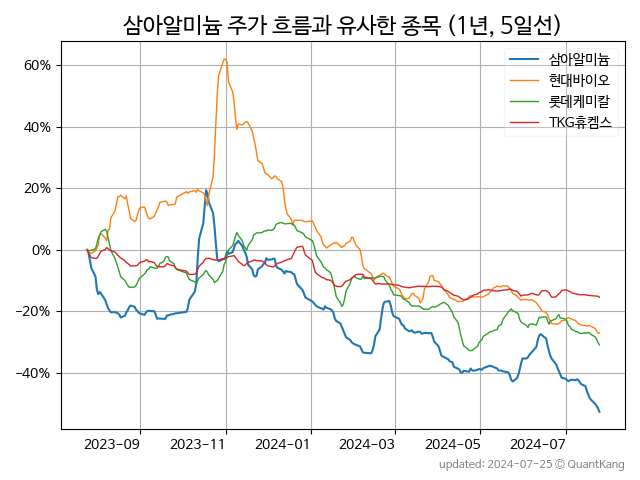 삼아알미늄 주가 흐름과 유사한 종목 (1년, 5일선)
삼아알미늄
현대바이오
롯데케미칼
TKG휴켐스
60%
40%
20%
0%
−20%
−40%
2023-09
2023-11
2024-01
2024-03
2024-05
2024-07
updated: 2024-07-25 © QuantKang